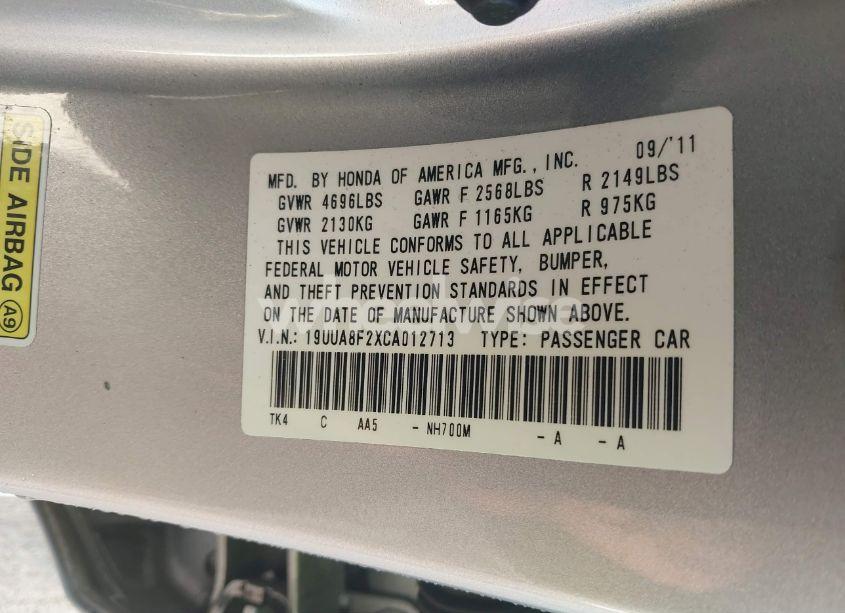 SIDE AIRBAG A9
MFD. BY HONDA OF AMERICA MFG., INC. 09/'11
GVWR 4696LBS GAWR F 2568LBS R 2149LBS
GVWR 2130KG GAWR F 1165KG R 975KG
THIS VEHICLE CONFORMS TO ALL APPLICABLE
FEDERAL MOTOR VEHICLE SAFETY, BUMPER,
AND THEFT PREVENTION STANDARDS IN EFFECT
ON THE DATE OF MANUFACTURE SHOWN ABOVE.
wheelwise
V.I.N.: 19UUA8F2XCA012713 TYPE: PASSENGER CAR
TK4 C AA5 - NH700M - A - A